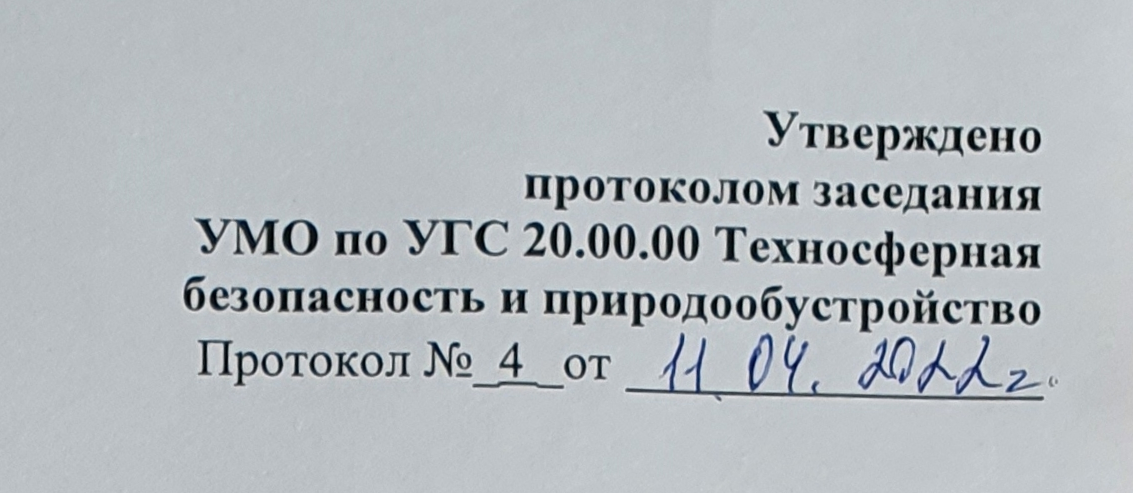 Утверждено
протоколом заседания
УМО по УГС 20.00.00 Техносферная
безопасность и природообустройство
Протокол №_4_от 11.04.2022г.